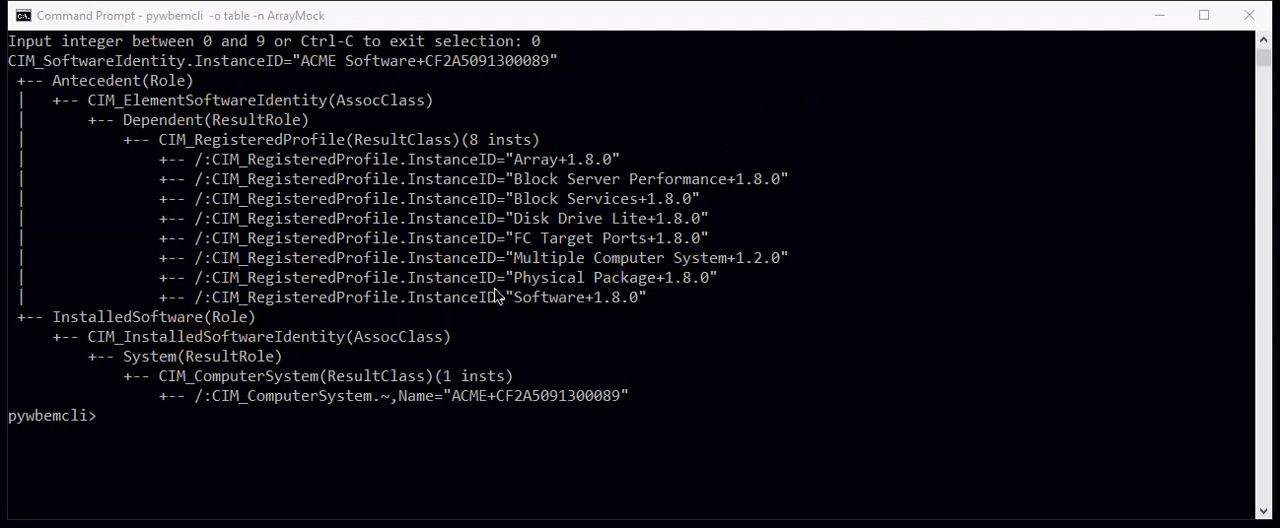 Command Prompt - pywbemcli  -o table -n ArrayMock
Input integer between 0 and 9 or Ctrl-C to exit selection: 0
CIM_SoftwareIdentity.InstanceID="ACME Software+CF2A5091300089"
 +-- Antecedent(Role)
 |   +-- CIM_ElementSoftwareIdentity(AssocClass)
 |       +-- Dependent(ResultRole)
 |           +-- CIM_RegisteredProfile(ResultClass)(8 insts)
 |               +-- /:CIM_RegisteredProfile.InstanceID="Array+1.8.0"
 |               +-- /:CIM_RegisteredProfile.InstanceID="Block Server Performance+1.8.0"
 |               +-- /:CIM_RegisteredProfile.InstanceID="Block Services+1.8.0"
 |               +-- /:CIM_RegisteredProfile.InstanceID="Disk Drive Lite+1.8.0"
 |               +-- /:CIM_RegisteredProfile.InstanceID="FC Target Ports+1.8.0"
 |               +-- /:CIM_RegisteredProfile.InstanceID="Multiple Computer System+1.2.0"
 |               +-- /:CIM_RegisteredProfile.InstanceID="Physical Package+1.8.0"
 |               +-- /:CIM_RegisteredProfile.InstanceID="Software+1.8.0"
 +-- InstalledSoftware(Role)
     +-- CIM_InstalledSoftwareIdentity(AssocClass)
         +-- System(ResultRole)
             +-- CIM_ComputerSystem(ResultClass)(1 insts)
                 +-- /:CIM_ComputerSystem.~,Name="ACME+CF2A5091300089"
pywbemcli>